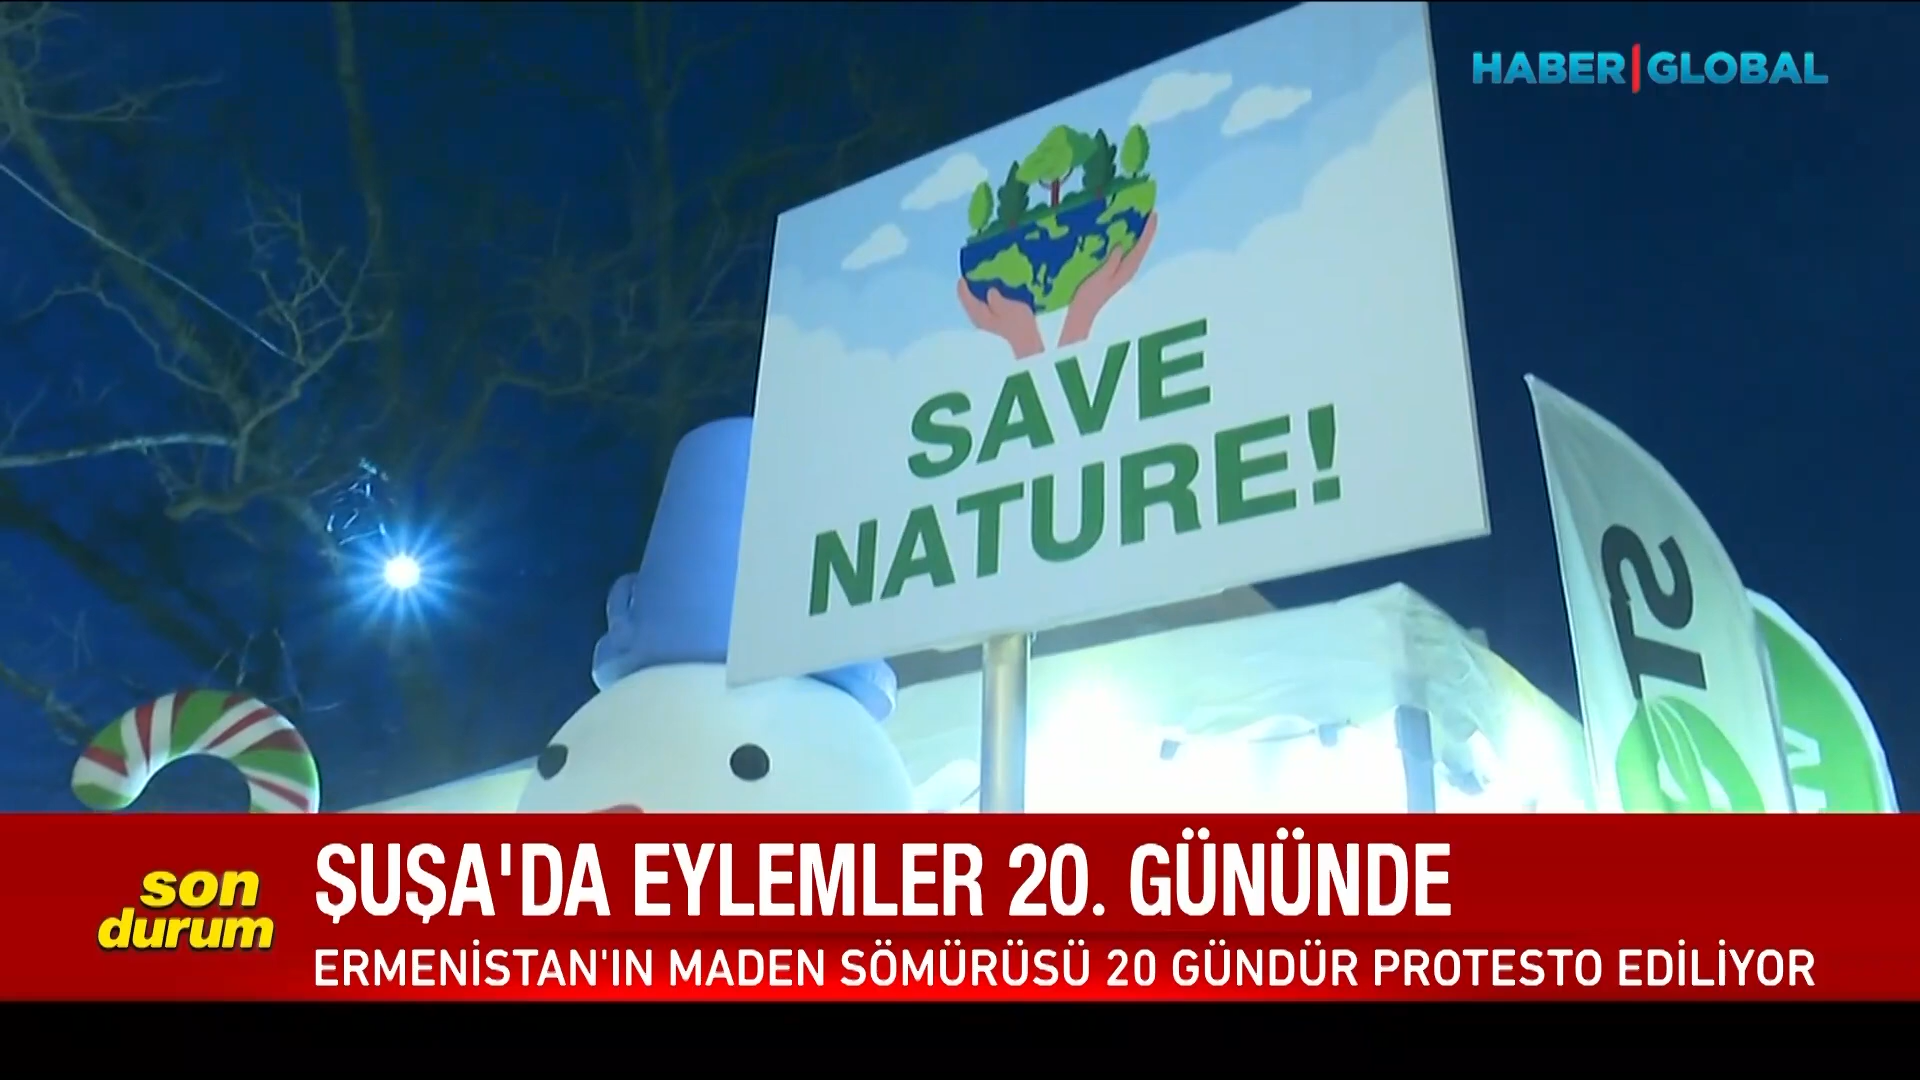 HABER|GLOBAL
SAVE
NATURE!
ST
son
durum
ŞUŞA'DA EYLEMLER 20. GÜNÜNDE
ERMENİSTAN'IN MADEN SÖMÜRÜSÜ 20 GÜNDÜR PROTESTO EDİLİYOR